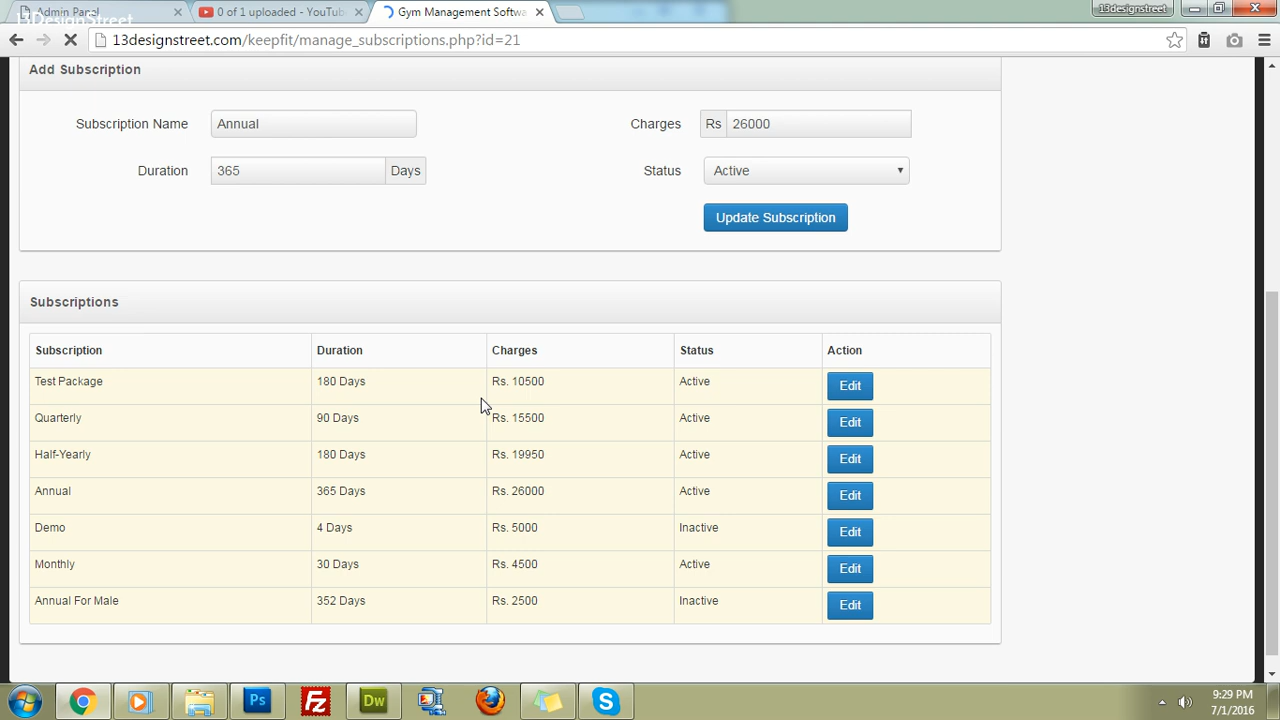 13DesignStreet
Admin Panel
0 of 1 uploaded - YouTube
Gym Management Softwa
13designstreet
13designstreet.com/keepfit/manage_subscriptions.php?id=21
Add Subscription
Subscription Name Annual Charges Rs 26000
Duration 365 Days Status Active
Update Subscription
Subscriptions
Subscription Duration Charges Status Action
Test Package 180 Days Rs. 10500 Active Edit
Quarterly 90 Days Rs. 15500 Active Edit
Half-Yearly 180 Days Rs. 19950 Active Edit
Annual 365 Days Rs. 26000 Active Edit
Demo 4 Days Rs. 5000 Inactive Edit
Monthly 30 Days Rs. 4500 Active Edit
Annual For Male 352 Days Rs. 2500 Inactive Edit
Ps
Fz
Dw
S
9:29 PM
7/1/2016